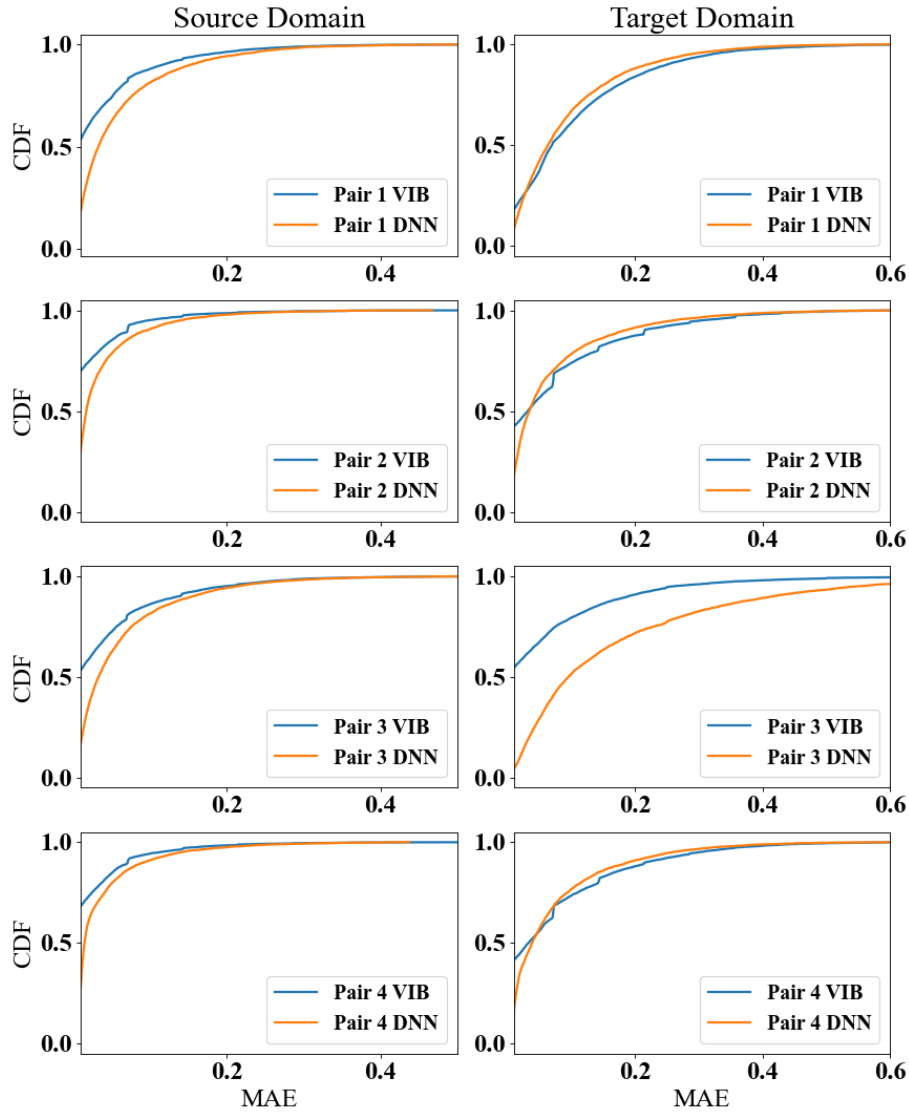 Source Domain
Target Domain
1.0
0.5
0.0
CDF
0.2
0.4
Pair 1 VIB
Pair 1 DNN
1.0
0.5
0.0
0.2
0.4
0.6
Pair 1 VIB
Pair 1 DNN
1.0
0.5
0.0
CDF
0.2
0.4
Pair 2 VIB
Pair 2 DNN
1.0
0.5
0.0
0.2
0.4
0.6
Pair 2 VIB
Pair 2 DNN
1.0
0.5
0.0
CDF
0.2
0.4
Pair 3 VIB
Pair 3 DNN
1.0
0.5
0.0
0.2
0.4
0.6
Pair 3 VIB
Pair 3 DNN
1.0
0.5
0.0
CDF
0.2
0.4
MAE
Pair 4 VIB
Pair 4 DNN
1.0
0.5
0.0
0.2
0.4
0.6
MAE
Pair 4 VIB
Pair 4 DNN